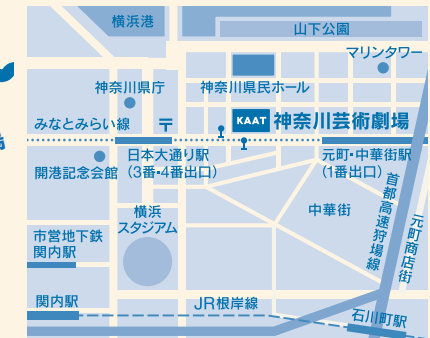 横浜港
山下公園
マリンタワー
神奈川県庁
神奈川県民ホール
みなとみらい線
〒
KAAT 神奈川芸術劇場
開港記念会館
日本大通り駅
(3番・4番出口)
元町・中華街駅
(1番出口)
首都高速狩場線
元町商店街
中華街
横浜
スタジアム
市営地下鉄
関内駅
関内駅
JR根岸線
石川町駅